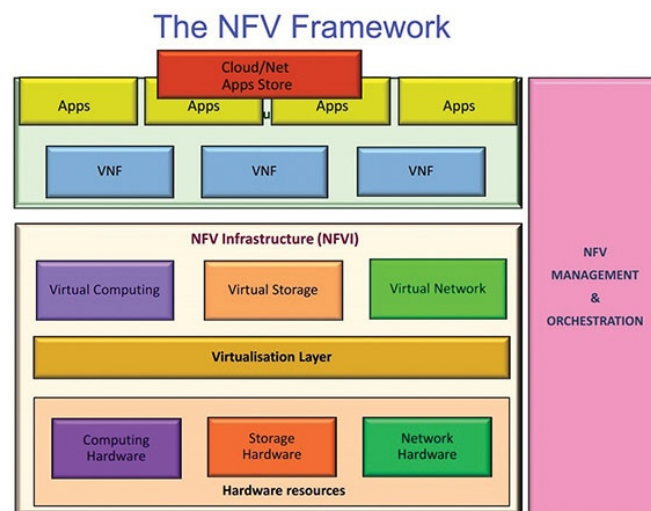 The NFV Framework
Cloud/Net
Apps Store
Apps
Apps
Apps
Apps
VNF
VNF
VNF
NFV Infrastructure (NFVI)
Virtual Computing
Virtual Storage
Virtual Network
Virtualisation Layer
Computing
Hardware
Storage
Hardware
Network
Hardware
Hardware resources
NFV
MANAGEMENT
&
ORCHESTRATION